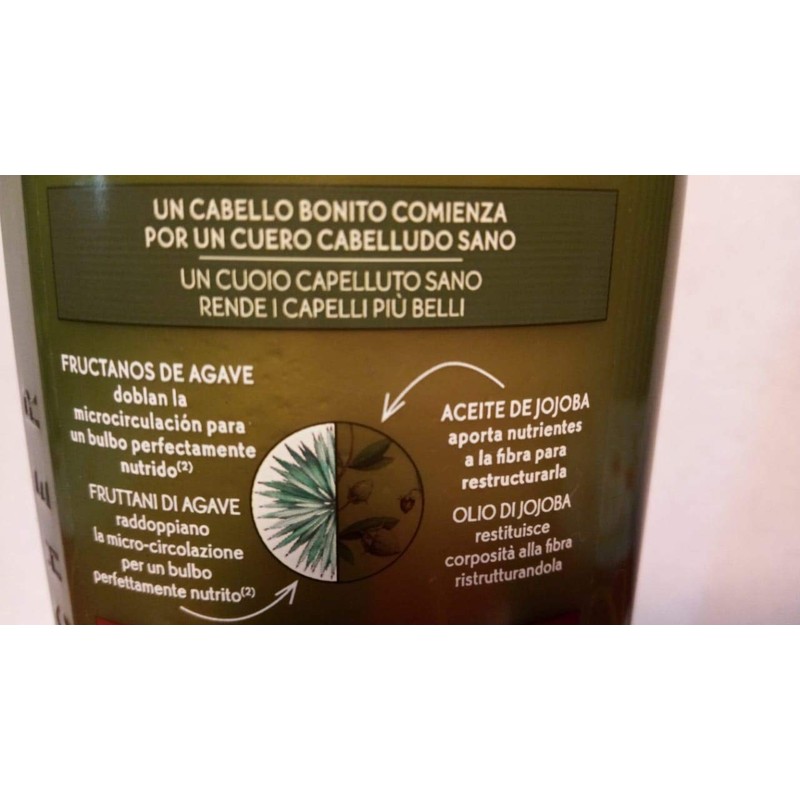 UN CABELLO BONITO COMIENZA
POR UN CUERO CABELLUDO SANO
UN CUOIO CAPELLUTO SANO
RENDE I CAPELLI PIÙ BELLI
FRUCTANOS DE AGAVE
doblan la
microcirculación para
un bulbo perfectamente
nutrido(2)
FRUTTANI DI AGAVE
raddoppiano
la micro-circolazione
per un bulbo
perfettamente nutrito(2)
ACEITE DE JOJOBA
aporta nutrientes
a la fibra para
restructurarla
OLIO DI JOJOBA
restituisce
corposità alla fibra
ristrutturandola